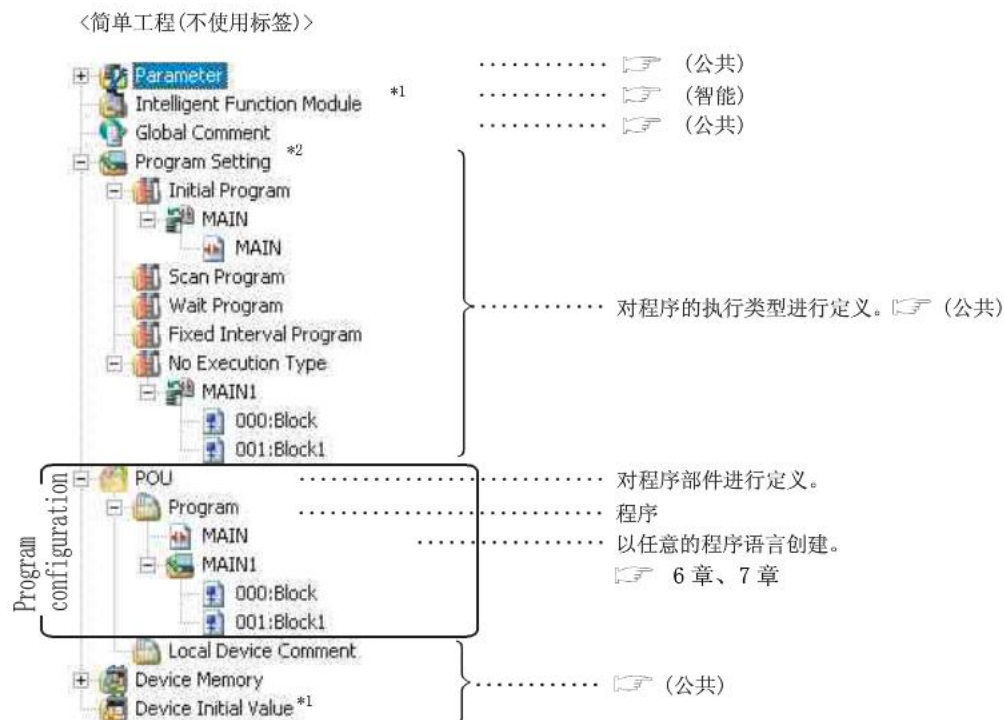 <简单工程(不使用标签)>
Parameter ············ ☞ (公共)
Intelligent Function Module *1 ············ ☞ (智能)
Global Comment ············ ☞ (公共)
Program Setting *2
Initial Program
MAIN
MAIN
Scan Program
Wait Program ············ 对程序的执行类型进行定义。☞ (公共)
Fixed Interval Program
No Execution Type
MAIN1
000:Block
001:Block1
Program configuration
POU ············ 对程序部件进行定义。
Program ············ 程序
MAIN ············ 以任意的程序语言创建。
MAIN1 ☞ 6 章、7 章
000:Block
001:Block1
Local Device Comment
Device Memory ············ ☞ (公共)
Device Initial Value *1